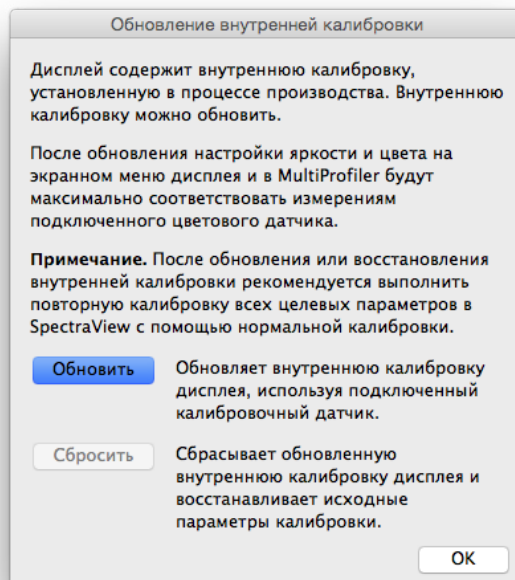 Обновление внутренней калибровки
Дисплей содержит внутреннюю калибровку,
установленную в процессе производства. Внутреннюю
калибровку можно обновить.
После обновления настройки яркости и цвета на
экранном меню дисплея и в MultiProfiler будут
максимально соответствовать измерениям
подключенного цветового датчика.
Примечание. После обновления или восстановления
внутренней калибровки рекомендуется выполнить
повторную калибровку всех целевых параметров в
SpectraView с помощью нормальной калибровки.
Обновить
Обновляет внутреннюю калибровку
дисплея, используя подключенный
калибровочный датчик.
Сбросить
Сбрасывает обновленную
внутреннюю калибровку дисплея и
восстанавливает исходные
параметры калибровки.
OK